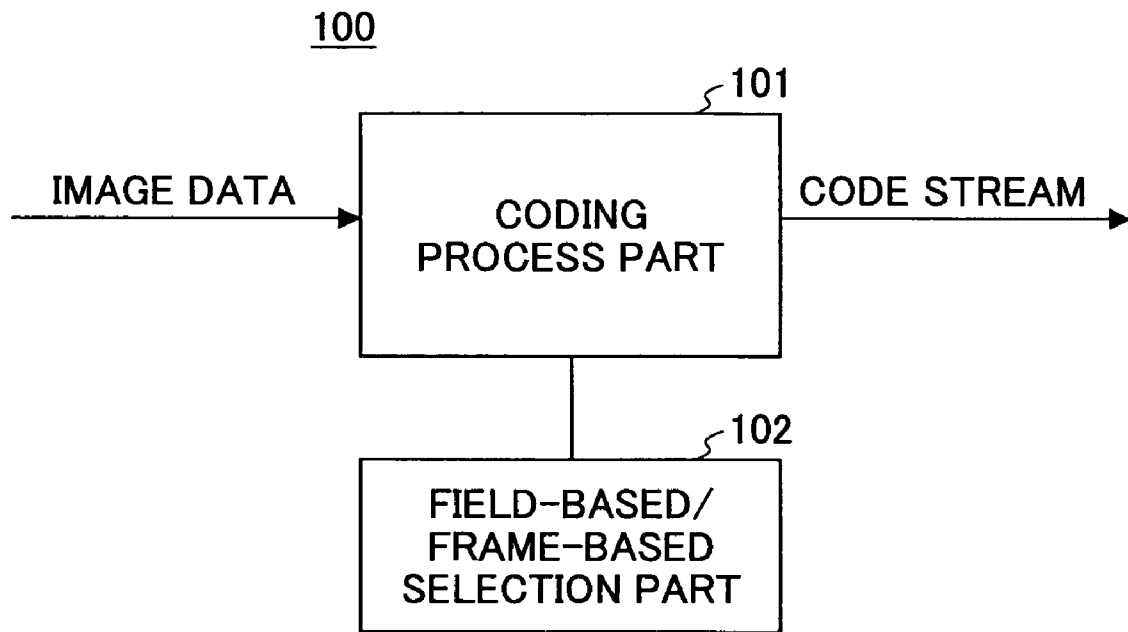 100
101
IMAGE DATA
CODING
PROCESS PART
CODE STREAM
102
FIELD-BASED/
FRAME-BASED
SELECTION PART